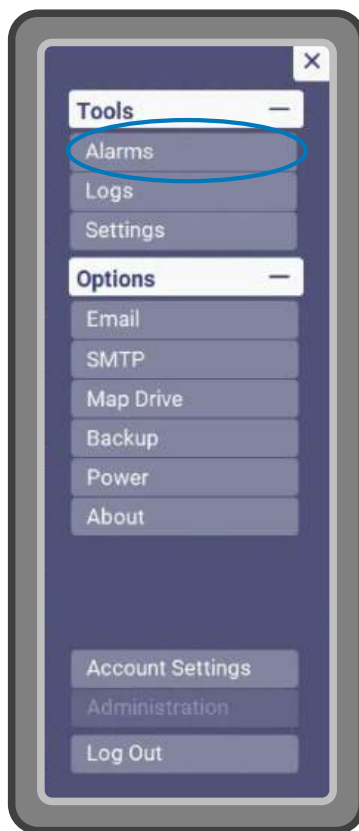 Tools
Alarms
Logs
Settings
Options
Email
SMTP
Map Drive
Backup
Power
About
Account Settings
Administration
Log Out